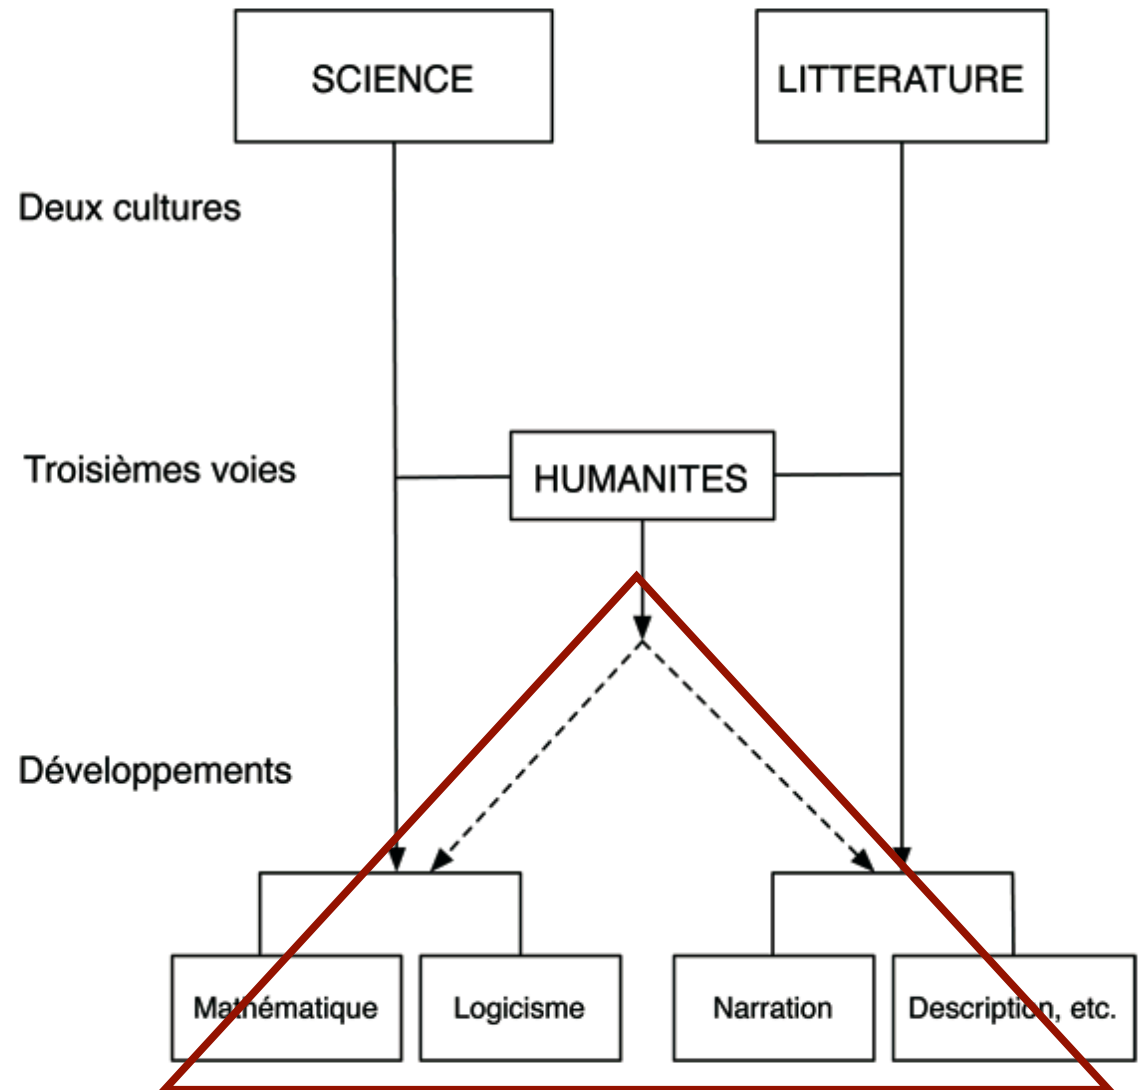 SCIENCE
LITTERATURE
Deux cultures
Troisièmes voies
HUMANITES
Développements
Mathématique
Logicisme
Narration
Description, etc.